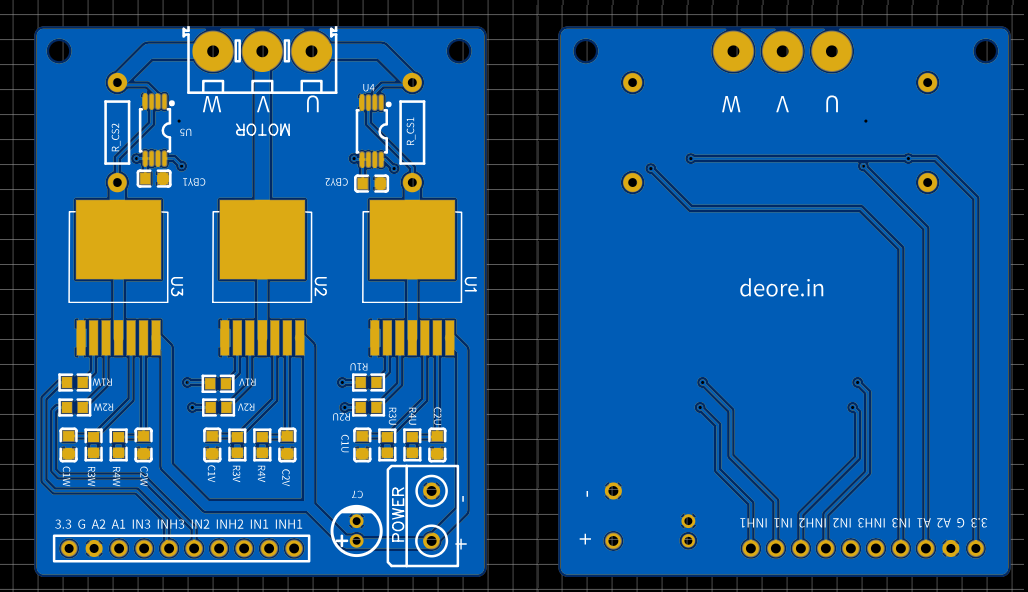 U4
W V U
MOTOR
U5
R_CS2
R_CS1
CBY1
CBY2
U3
U2
U1
R1W
R2W
R1V
R2V
R1U
R2U
R3U
R4U
C2U
C1U
C1W
R3W
R4W
C2W
C1V
R3V
R4V
C2V
C7
POWER
-
+
+
3.3 G A2 A1 IN3 INH3 IN2 INH2 IN1 INH1
W V U
deore.in
-
+
INH1 IN1 INH2 IN2 INH3 IN3 A1 A2 G 3.3